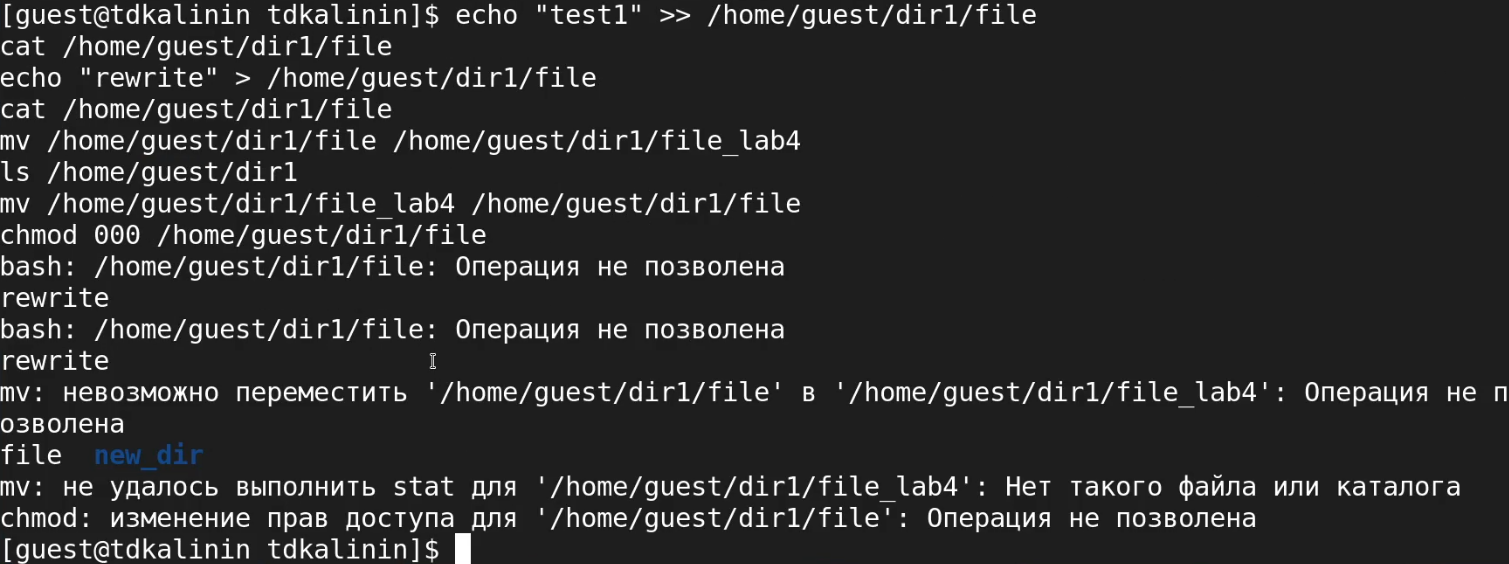 [guest@tdkalinin tdkalinin]$ echo "test1" >> /home/guest/dir1/file
cat /home/guest/dir1/file
echo "rewrite" > /home/guest/dir1/file
cat /home/guest/dir1/file
mv /home/guest/dir1/file /home/guest/dir1/file_lab4
ls /home/guest/dir1
mv /home/guest/dir1/file_lab4 /home/guest/dir1/file
chmod 000 /home/guest/dir1/file
bash: /home/guest/dir1/file: Операция не позволена
rewrite
bash: /home/guest/dir1/file: Операция не позволена
rewrite
mv: невозможно переместить '/home/guest/dir1/file' в '/home/guest/dir1/file_lab4': Операция не п
озволена
file  new_dir
mv: не удалось выполнить stat для '/home/guest/dir1/file_lab4': Нет такого файла или каталога
chmod: изменение прав доступа для '/home/guest/dir1/file': Операция не позволена
[guest@tdkalinin tdkalinin]$